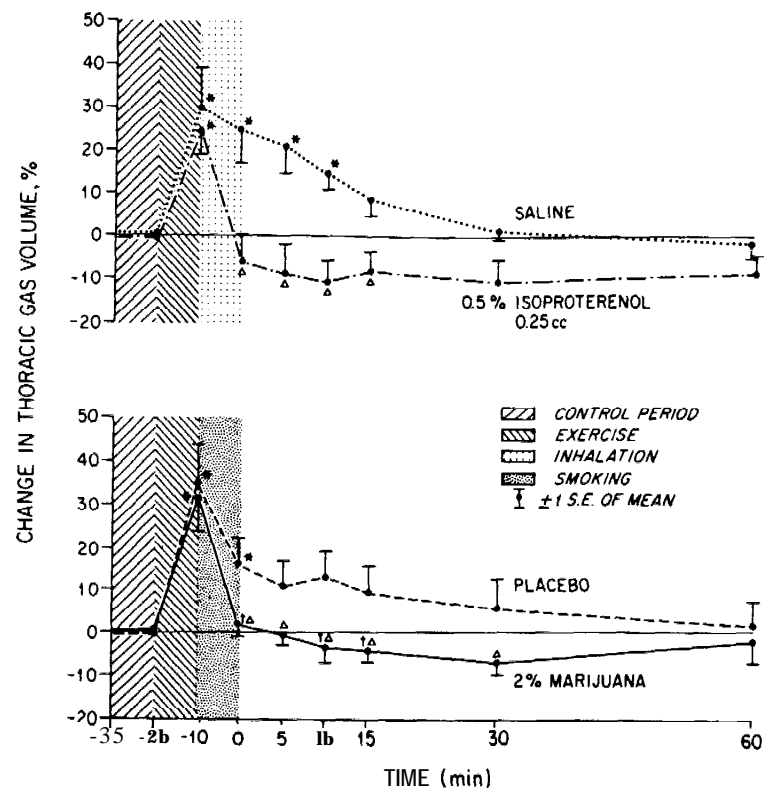 CHANGE IN THORACIC GAS VOLUME, %
50
40
30
20
10
0
-10
-20
*
*
*
*
*
SALINE
Δ
Δ
Δ
Δ
0.5 % ISOPROTERENOL
0.25cc
50
40
30
20
10
0
-10
-20
CONTROL PERIOD
EXERCISE
INHALATION
SMOKING
±1 S.E. OF MEAN
*
*
*
PLACEBO
†Δ
Δ
†Δ
†Δ
Δ
2% MARIJUANA
-35 -2b -10 0 5 lb 15 30 60
TIME (min)